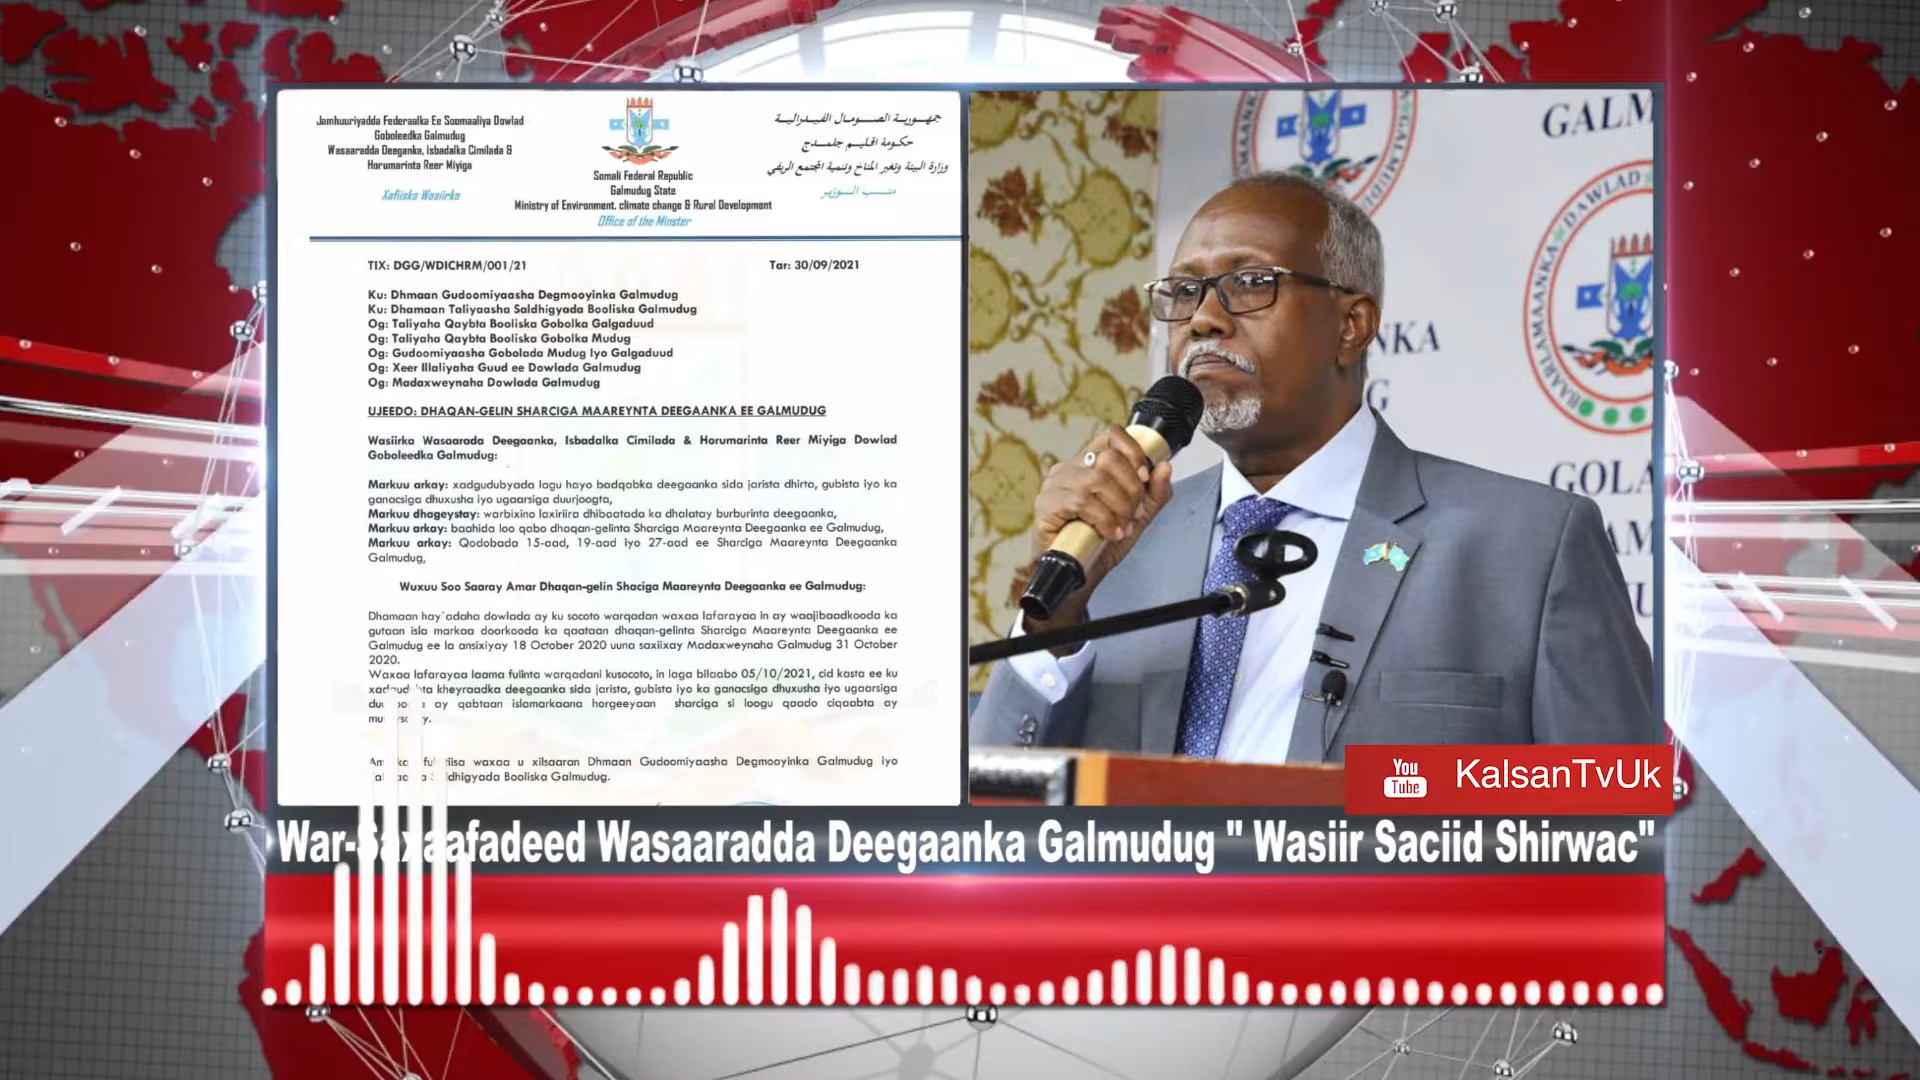 Jamhuuriyadda Federaalka Ee Soomaaliya Dowlad
Goboleedka Galmudug
Wasaaradda Deeganka, Isbadalka Cimilada &
Horumarinta Reer Miyiga
Xafiiska Wasiirka
Somali Federal Republic
Galmudug State
Ministry of Environment, climate change & Rural Development
Office of the Minster
جمهورية الصومال الفيدرالية
حكومة اقليم جلمدج
وزارة البيئة وتغير المناخ وتنمية المجتمع الريفي
TIX: DGG/WDICHRM/001/21
Tar: 30/09/2021
Ku: Dhmaan Gudoomiyaasha Degmooyinka Galmudug
Ku: Dhamaan Taliyaasha Saldhigyada Booliska Galmudug
Og: Taliyaha Qaybta Booliska Gobolka Galgaduud
Og: Taliyaha Qaybta Booliska Gobolka Mudug
Og: Gudoomiyaasha Gobolada Mudug Iyo Galgaduud
Og: Xeer Illaliyaha Guud ee Dowlada Galmudug
Og: Madaxweynaha Dowlada Galmudug
UJEEDO: DHAQAN-GELIN SHARCIGA MAAREYNTA DEEGAANKA EE GALMUDUG
Wasiirka Wasaarada Deegaanka, Isbadalka Cimilada & Horumarinta Reer Miyiga Dowlad
Goboleedka Galmudug:
Markuu arkay: xadgudubyada lagu hayo badqabka deegaanka sida jarista dhirta, gubista iyo ka
ganacsiga dhuxusha iyo ugaarsiga duurjoogta,
Markuu dhageystay: warbixino laxiriira dhibaatada ka dhalatay burburinta deegaanka,
Markuu arkay: baahida loo qabo dhaqan-gelinta Sharciga Maareynta Deegaanka ee Galmudug,
Markuu arkay: Qodobada 15-aad, 19-aad iyo 27-aad ee Sharciga Maareynta Deegaanka
Galmudug,
Wuxuu Soo Saaray Amar Dhaqan-gelin Shaciga Maareynta Deegaanka ee Galmudug:
Dhamaan hay`adaha dowlada ay ku socoto warqadan waxaa lafarayaa in ay waajibaadkooda ka
gutaan isla markaa doorkooda ka qaataan dhaqan-gelinta Sharciga Maareynta Deegaanka ee
Galmudug ee la ansixiyay 18 October 2020 uuna saxiixay Madaxweynaha Galmudug 31 October
2020.
Waxaa lafarayaa laama fulinta warqadani kusocoto, in laga bilaabo 05/10/2021, cid kasta ee ku
kheyraadka deegaanka sida jarista, gubista iyo ka ganacsiga dhuxusha iyo ugaarsiga
ay qabtaan islamarkaana horgeeyaan sharciga si loogu qaado ciqaabta ay
waxaa u xilsaaran Dhmaan Gudoomiyaasha Degmooyinka Galmudug iyo
Booliska Galmudug.
GALM
NKA
G
GOLA
AM
U
BAARLAMAANKA DAWLAD
You
Tube
KalsanTvUk
War-Saxaafadeed Wasaaradda Deegaanka Galmudug " Wasiir Saciid Shirwac"